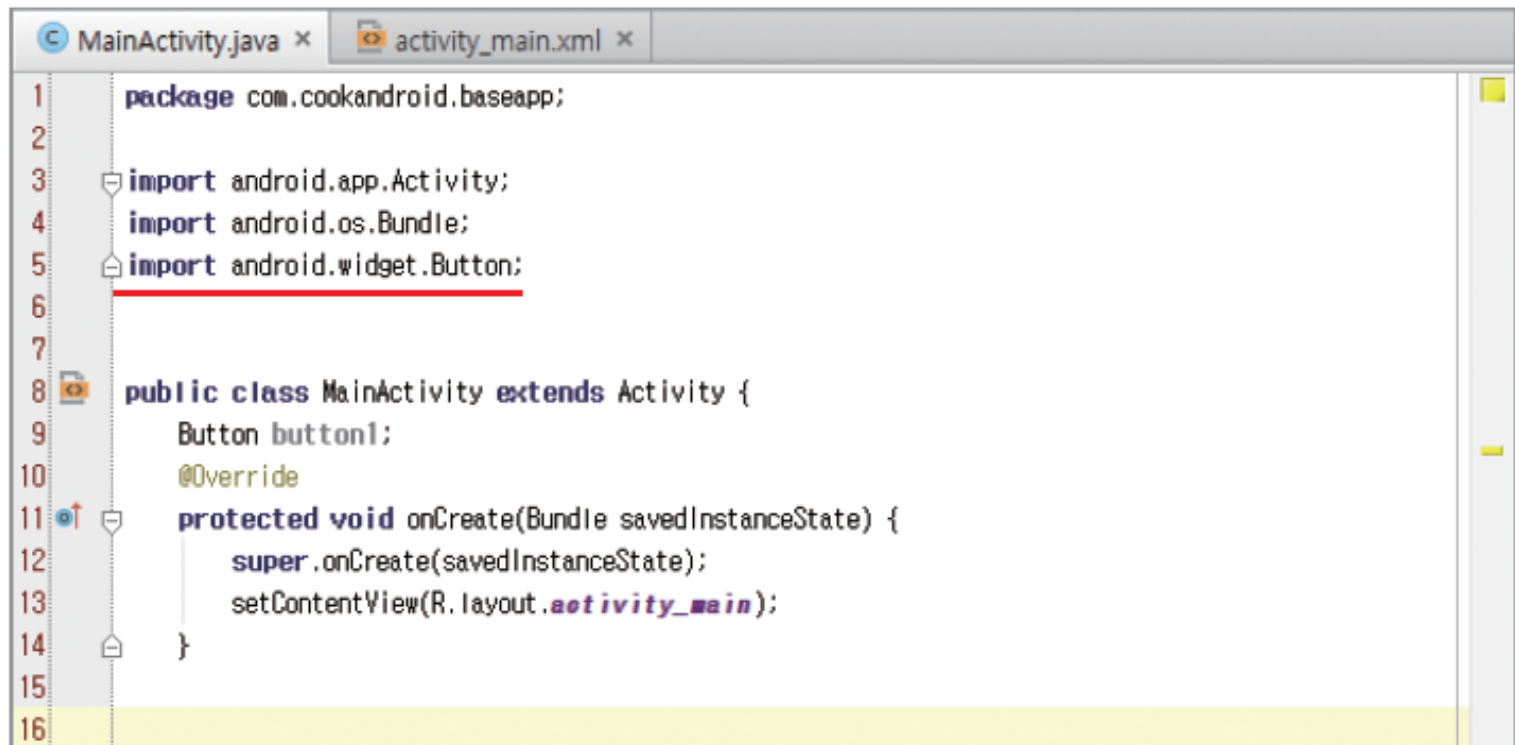 MainActivity.java × activity_main.xml ×
1 package com.cookandroid.baseapp;
2
3 import android.app.Activity;
4 import android.os.Bundle;
5 import android.widget.Button;
6
7
8 public class MainActivity extends Activity {
9 Button button1;
10 @Override
11 protected void onCreate(Bundle savedInstanceState) {
12 super.onCreate(savedInstanceState);
13 setContentView(R.layout.activity_main);
14 }
15
16